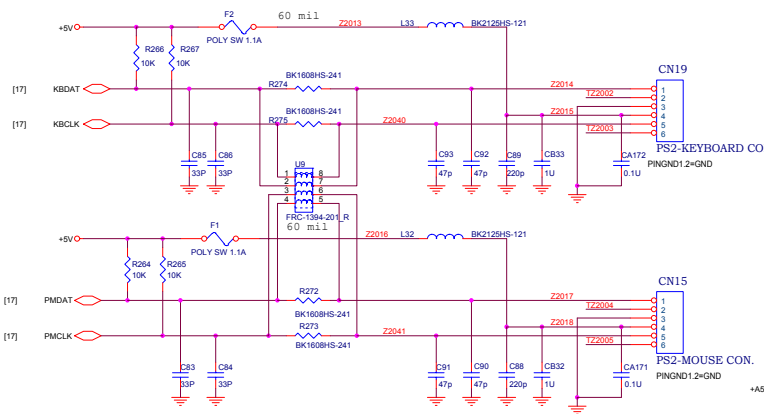 F2
60 mil
Z2013
L33
BK2125HS-121
+5V
POLY SW 1.1A
R266
10K
R267
10K
CN19
BK1608HS-241
[17]
KBDAT
R274
Z2014
TZ2002
1
2
3
4
5
6
BK1608HS-241
Z2015
[17]
KBCLK
R275
Z2040
TZ2003
PS2-KEYBOARD CO
PINGND1.2=GND
C85
33P
C86
33P
C93
47p
C92
47p
C89
220p
CB33
1U
CA172
0.1U
U9
1
2
3
4
8
7
6
5
FRC-1394-201_R
60 mil
F1
Z2016
L32
BK2125HS-121
+5V
POLY SW 1.1A
R264
10K
R265
10K
CN15
[17]
PMDAT
R272
Z2017
TZ2004
1
2
3
4
5
6
BK1608HS-241
Z2018
[17]
PMCLK
R273
Z2041
TZ2005
BK1608HS-241
PS2-MOUSE CON.
PINGND1.2=GND
C83
33P
C84
33P
C91
47p
C90
47p
C88
220p
CB32
1U
CA171
0.1U
+A5